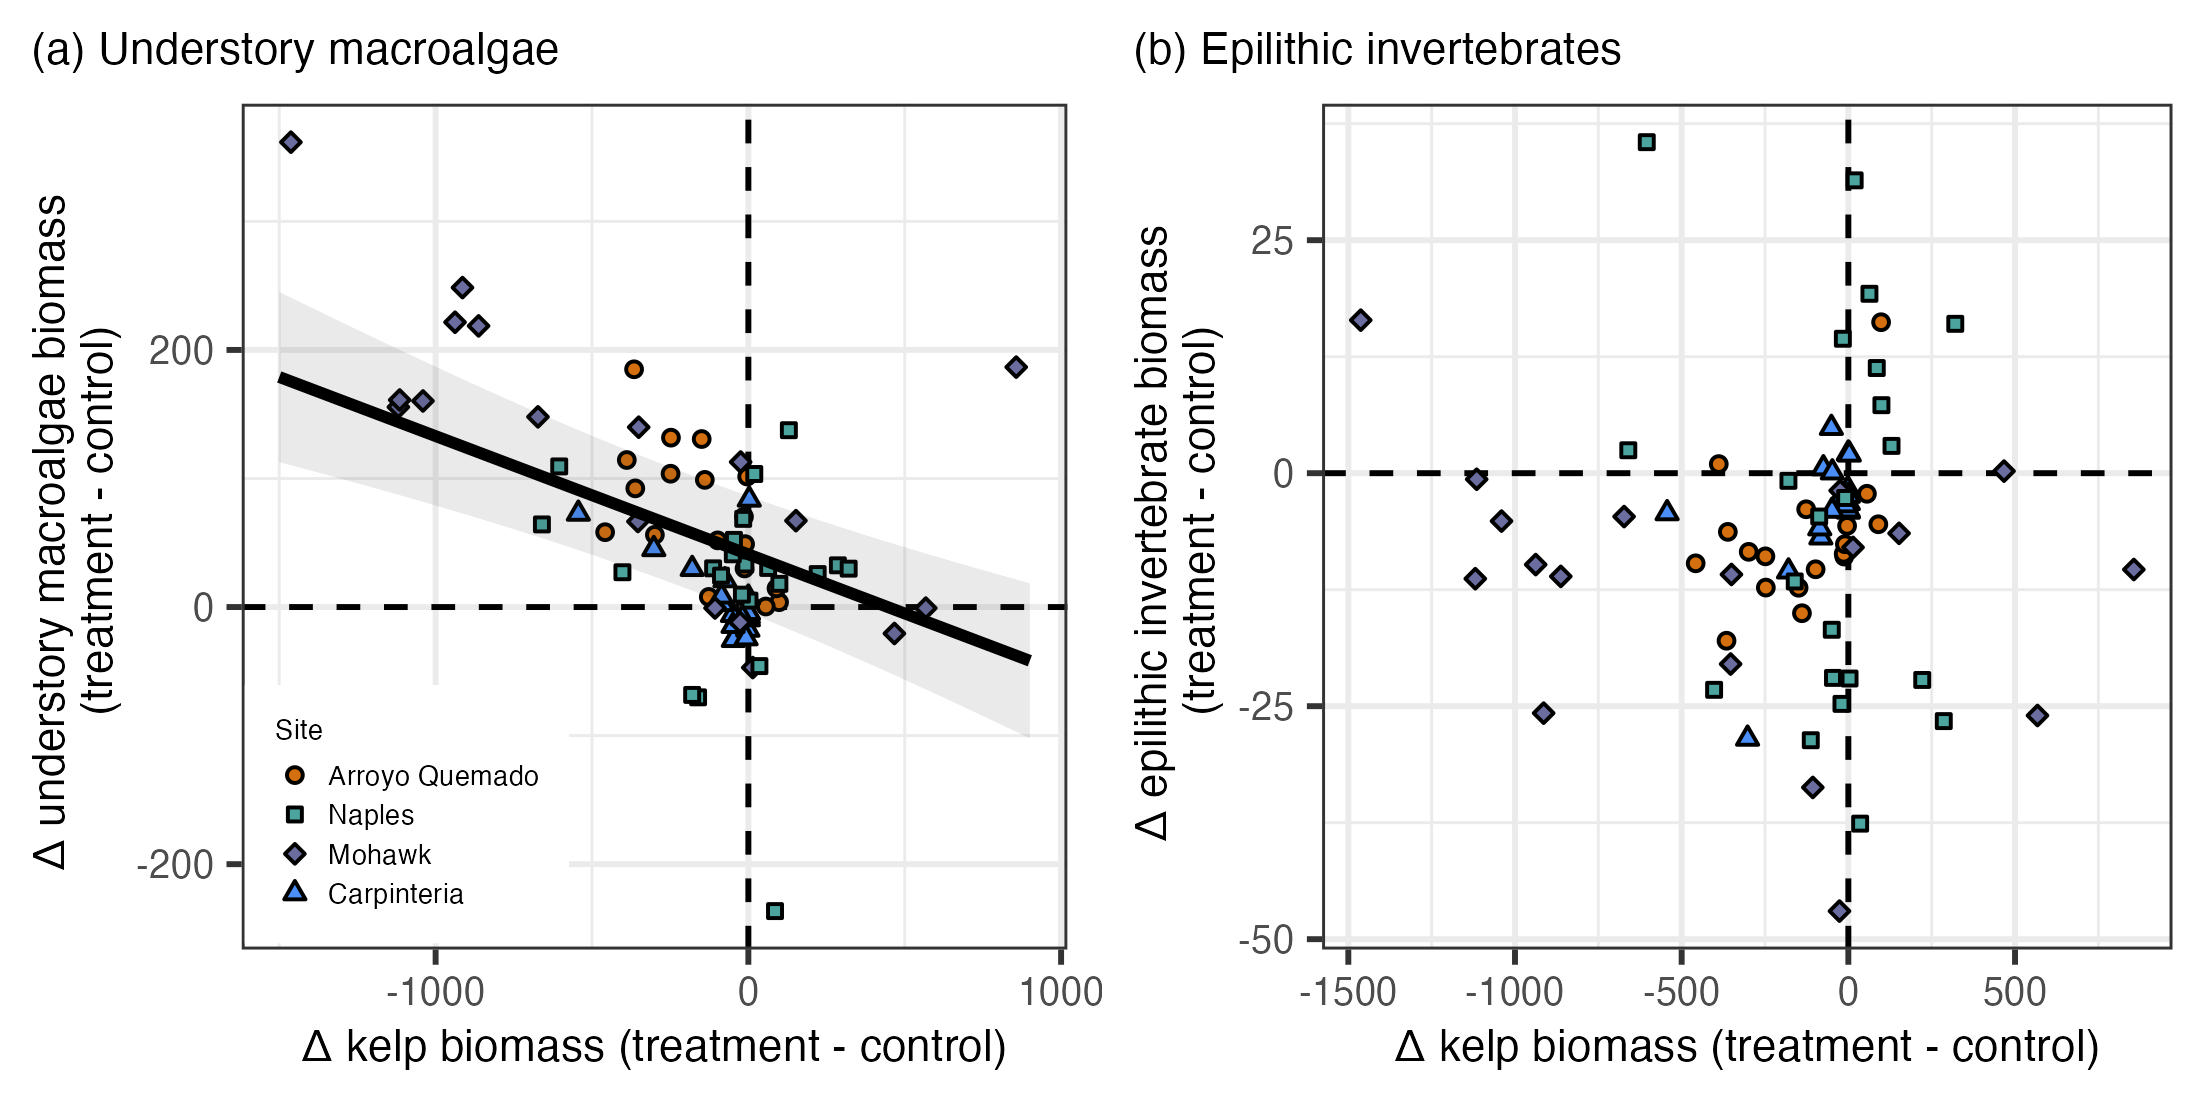 (a) Understory macroalgae
Δ understory macroalgae biomass
(treatment - control)
200
0
-200
Site
Arroyo Quemado
Naples
Mohawk
Carpinteria
-1000
0
1000
Δ kelp biomass (treatment - control)
(b) Epilithic invertebrates
Δ epilithic invertebrate biomass
(treatment - control)
25
0
-25
-50
-1500
-1000
-500
0
500
Δ kelp biomass (treatment - control)